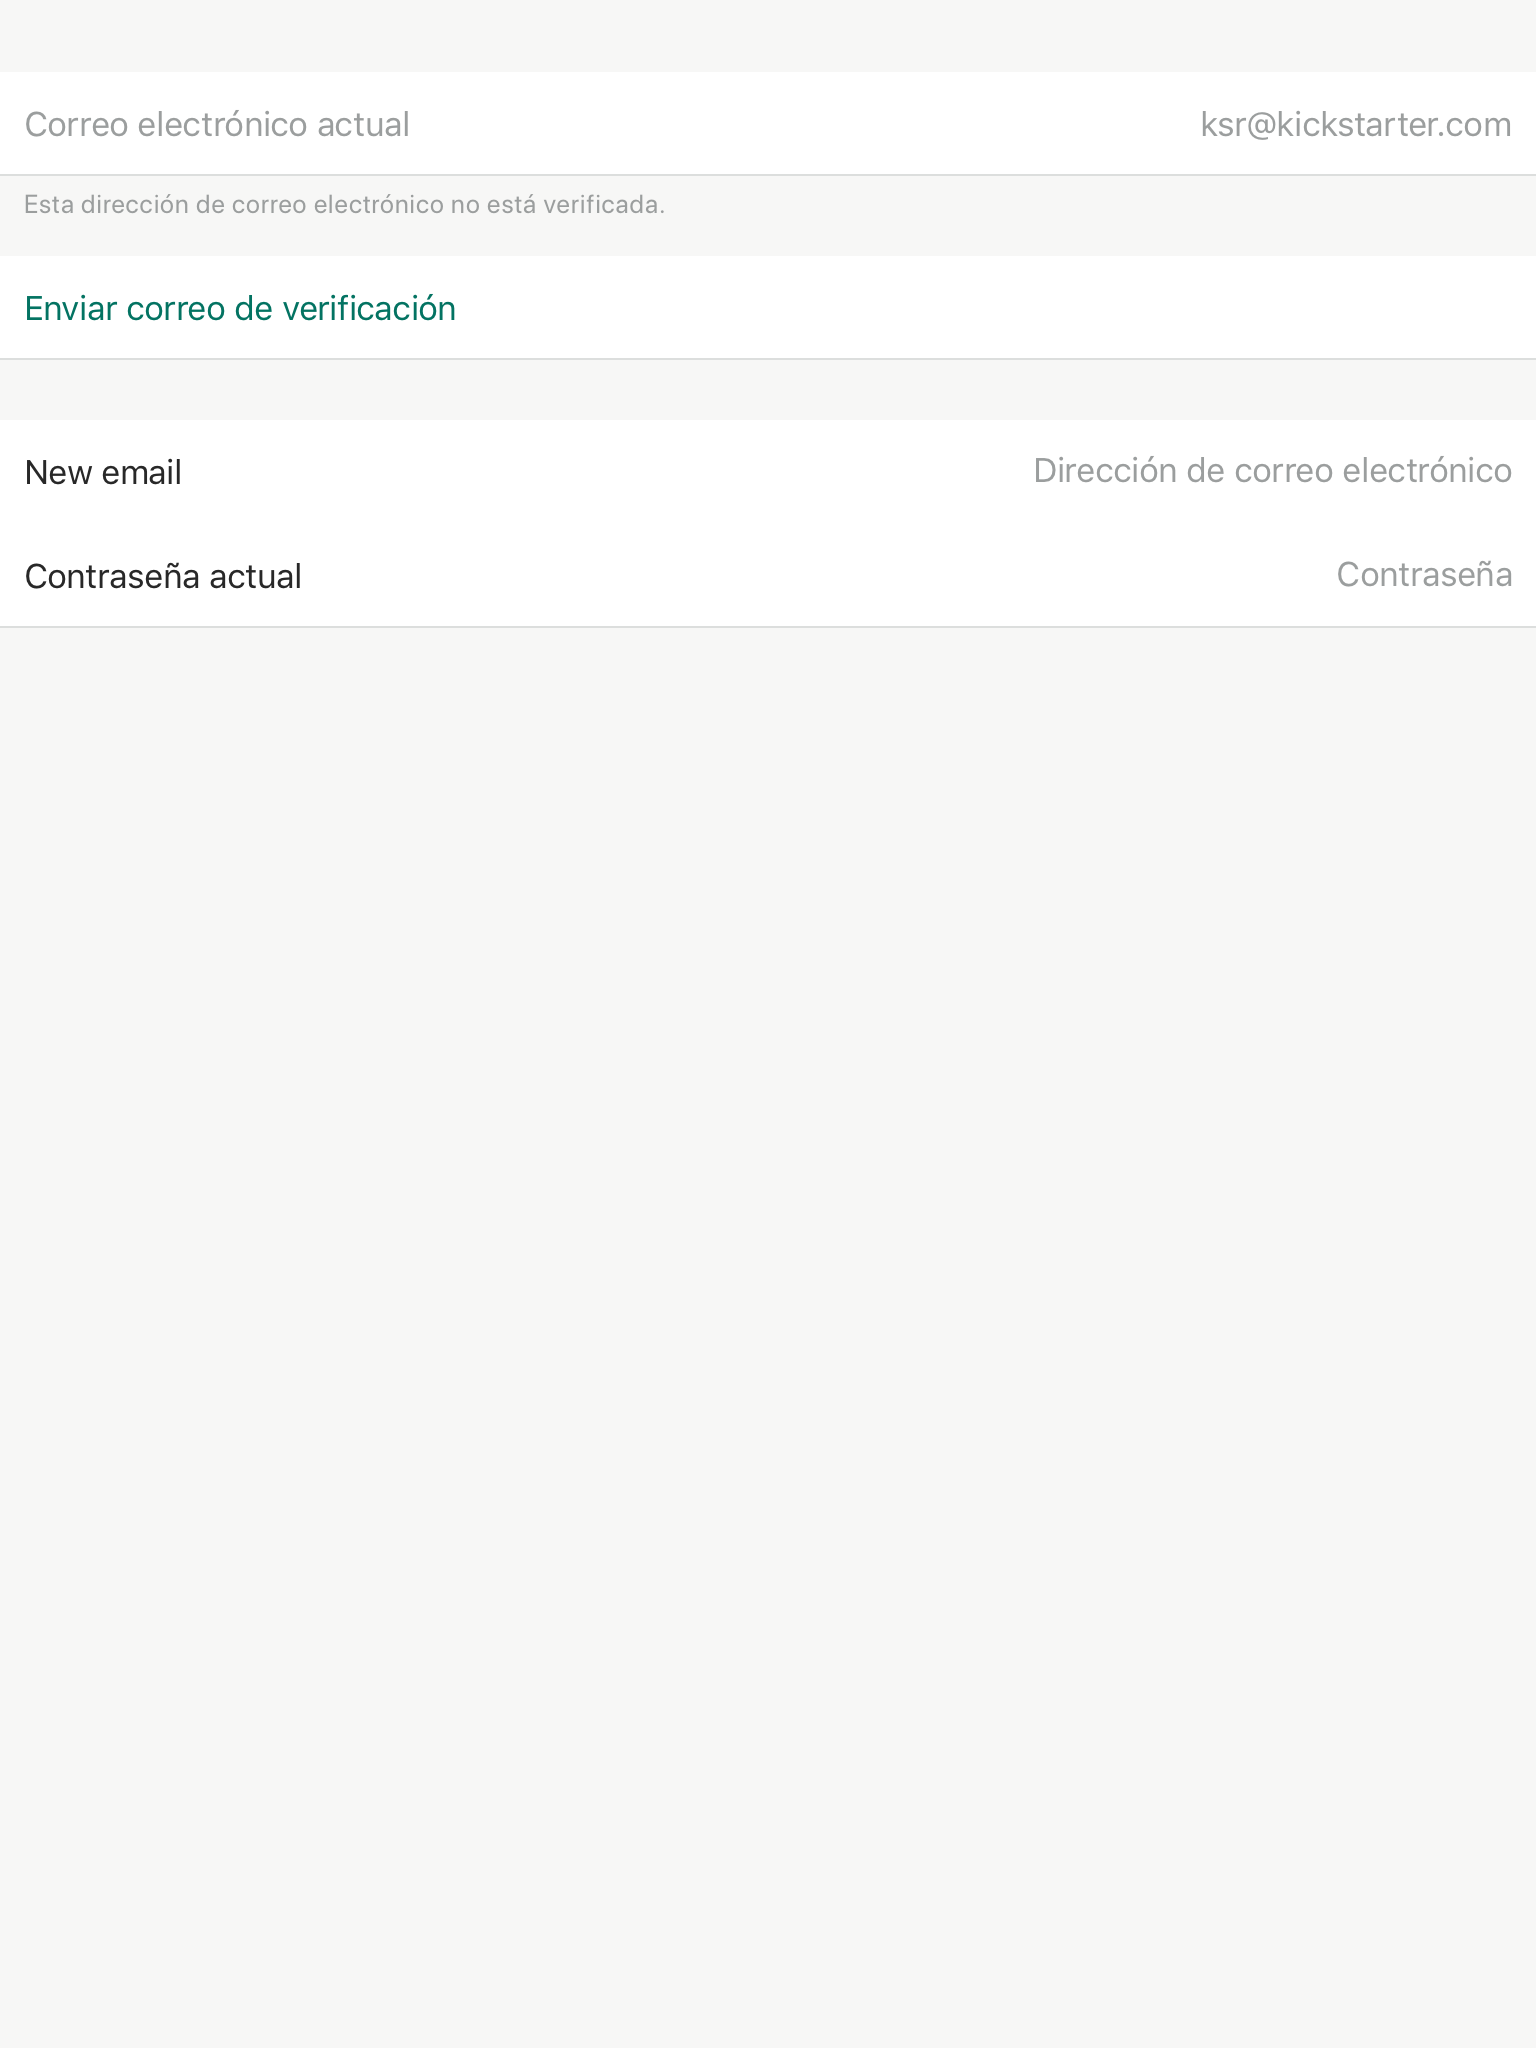 Correo electrónico actual ksr@kickstarter.com
Esta dirección de correo electrónico no está verificada.
Enviar correo de verificación
New email Dirección de correo electrónico
Contraseña actual Contraseña